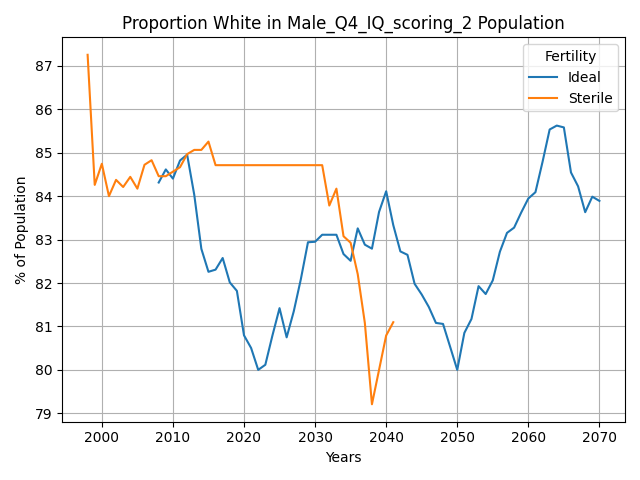 Proportion White in Male_Q4_IQ_scoring_2 Population
Fertility
Ideal
Sterile
% of Population
87
86
85
84
83
82
81
80
79
2000
2010
2020
2030
2040
2050
2060
2070
Years